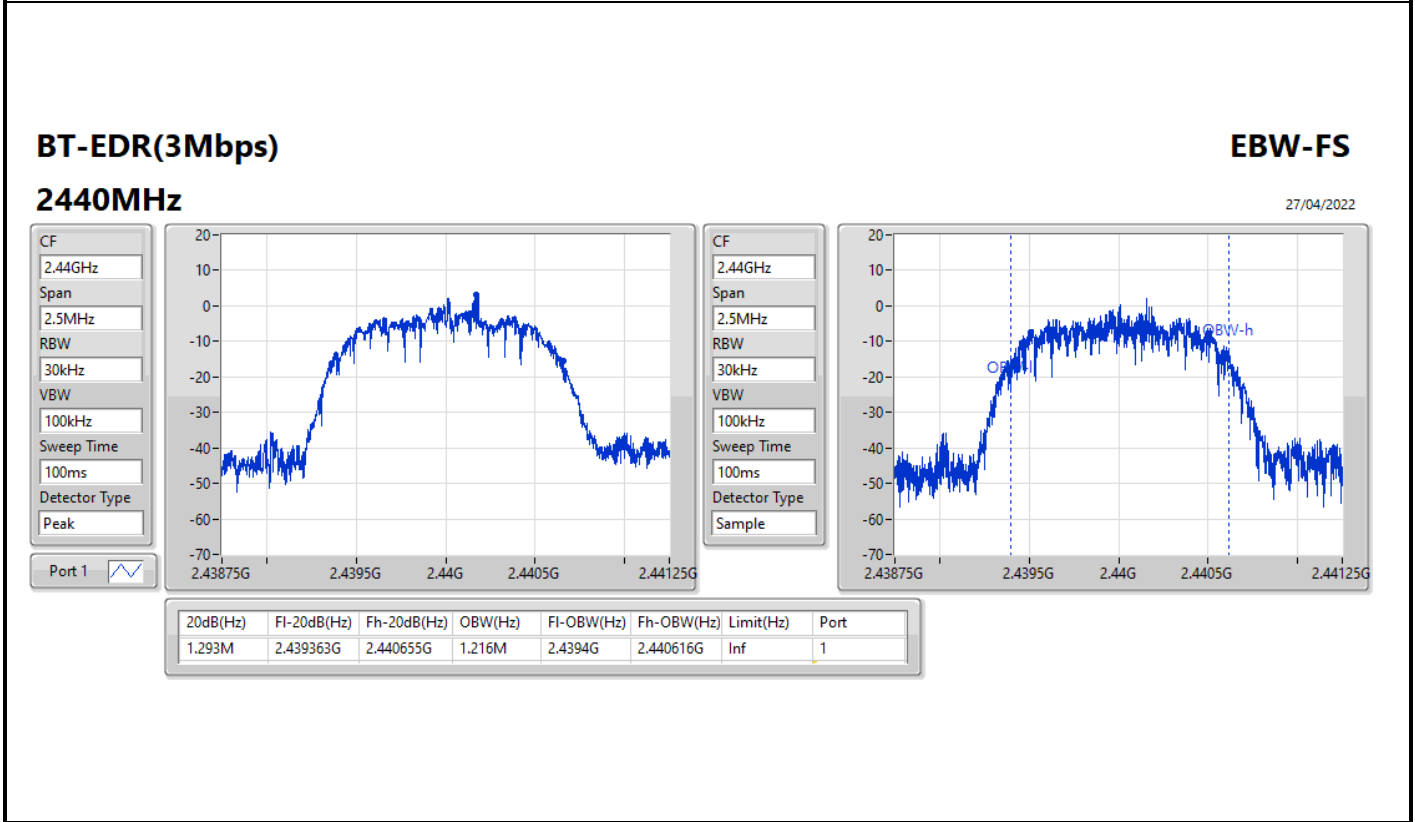 BT-EDR(3Mbps)
EBW-FS
2440MHz
27/04/2022
CF
2.44GHz
Span
2.5MHz
RBW
30kHz
VBW
100kHz
Sweep Time
100ms
Detector Type
Peak
Port 1
20-
10-
0-
-10-
-20-
-30-
-40-
-50-
-60-
-70-
2.43875G 2.4395G 2.44G 2.4405G 2.44125G
CF
2.44GHz
Span
2.5MHz
RBW
30kHz
VBW
100kHz
Sweep Time
100ms
Detector Type
Sample
20-
10-
0-
-10-
-20-
-30-
-40-
-50-
-60-
-70-
OBW-h
2.43875G 2.4395G 2.44G 2.4405G 2.44125G
20dB(Hz) Fl-20dB(Hz) Fh-20dB(Hz) OBW(Hz) Fl-OBW(Hz) Fh-OBW(Hz) Limit(Hz) Port
1.293M 2.439363G 2.440655G 1.216M 2.4394G 2.440616G Inf 1